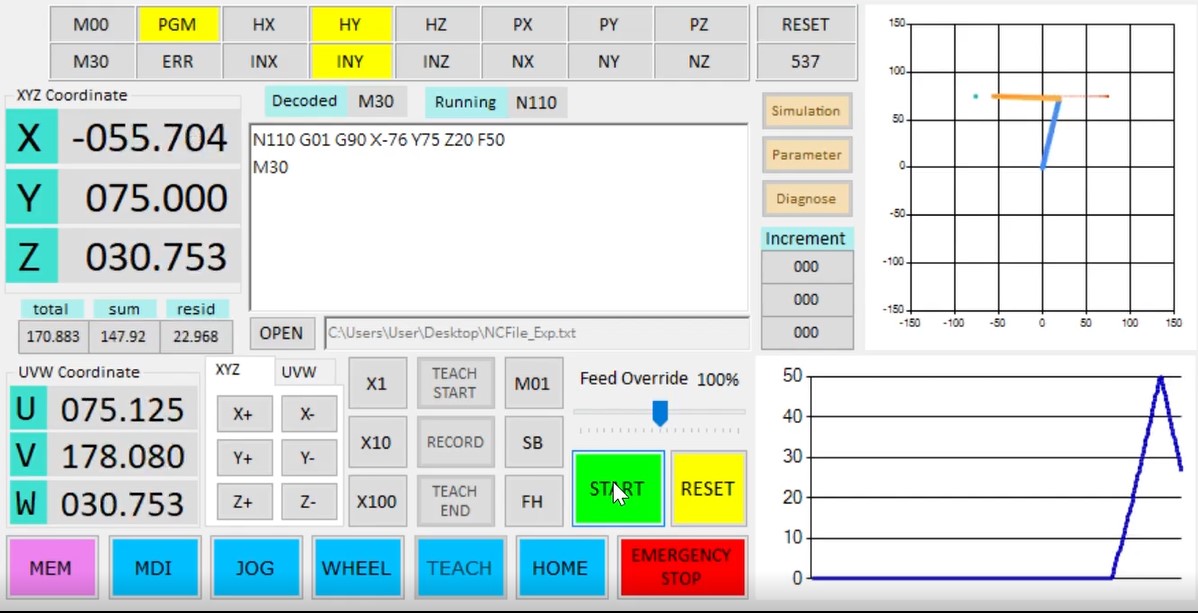 M00 PGM HX HY HZ PX PY PZ RESET
M30 ERR INX INY INZ NX NY NZ 537
XYZ Coordinate
X -055.704
Y 075.000
Z 030.753
total sum resid
170.883 147.92 22.968
Decoded M30 Running N110
N110 G01 G90 X-76 Y75 Z20 F50
M30
OPEN C:\Users\User\Desktop\NCFile_Exp.txt
Simulation
Parameter
Diagnose
Increment
000
000
000
150
100
50
0
-50
-100
-150
-150 -100 -50 0 50 100 150
UVW Coordinate
U 075.125
V 178.080
W 030.753
XYZ UVW
X+ X-
Y+ Y-
Z+ Z-
X1 TEACH START M01
X10 RECORD SB
X100 TEACH END FH
Feed Override 100%
START RESET
50
40
30
20
10
0
MEM MDI JOG WHEEL TEACH HOME EMERGENCY STOP